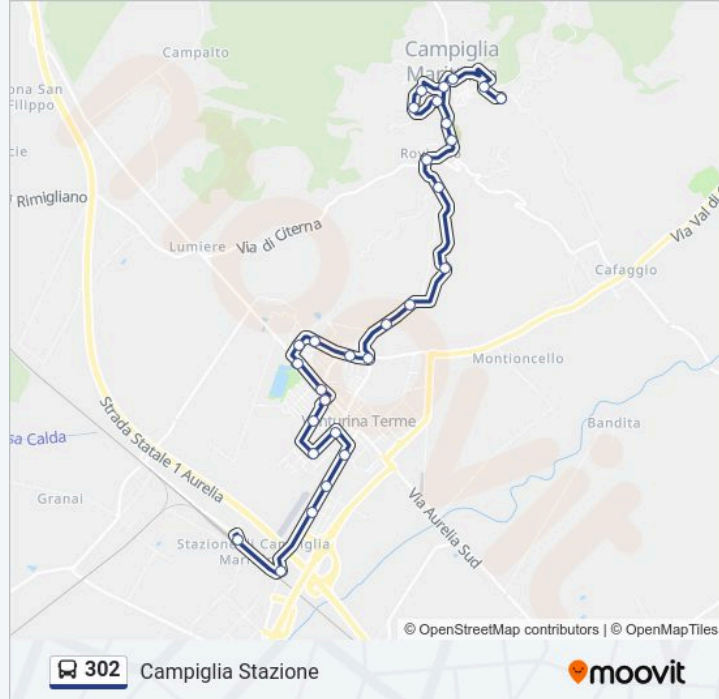 Campalto
Campiglia
Marittima
ona San
Filippo
cie
Rimigliano
Lumiere
Via di Citerna
Via Val di
Cafaggio
Montioncello
Venturina Terme
Bandita
sa Calda
Strada Statale 1 Aurelia
Granai
Via Aurelia Sud
Stazione di Campiglia
© OpenStreetMap contributors | © OpenMapTiles
302
Campiglia Stazione
moovit